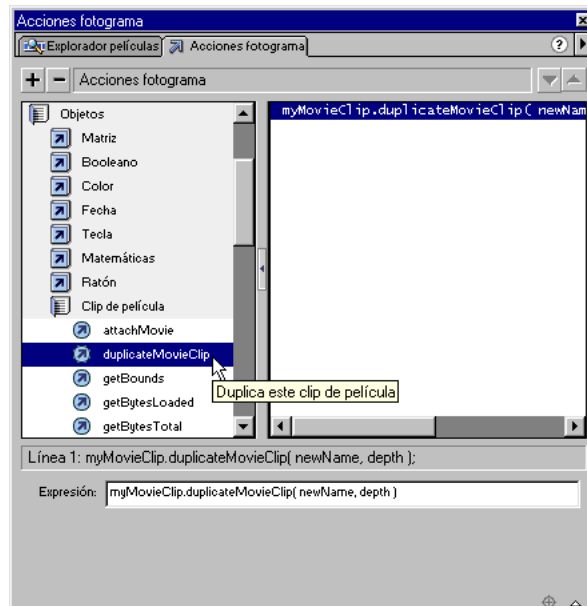 Acciones fotograma
Explorador películas Acciones fotograma
Acciones fotograma
Objetos
Matriz
Booleano
Color
Fecha
Tecla
Matemáticas
Ratón
Clip de película
attachMovie
duplicateMovieClip
getBounds
getBytesLoaded
getBytesTotal
Duplica este clip de película
myMovieClip.duplicateMovieClip( newNam
Línea 1: myMovieClip.duplicateMovieClip( newName, depth );
Expresión: myMovieClip.duplicateMovieClip( newName, depth )